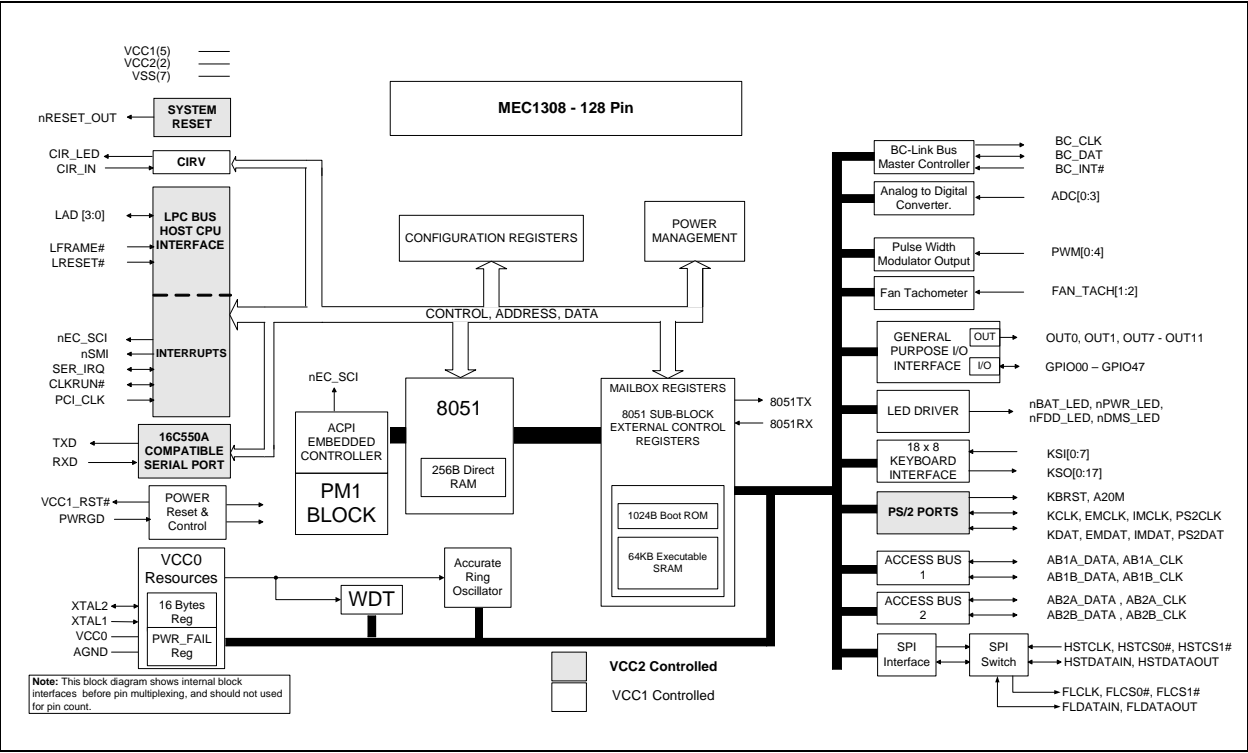 VCC1(5)
VCC2(2)
VSS(7)
MEC1308 - 128 Pin
nRESET_OUT
SYSTEM
RESET
CIR_LED
CIR_IN
CIRV
LAD [3:0]
LFRAME#
LRESET#
LPC BUS
HOST CPU
INTERFACE
nEC_SCI
nSMI
SER_IRQ
CLKRUN#
PCI_CLK
INTERRUPTS
TXD
RXD
16C550A
COMPATIBLE
SERIAL PORT
VCC1_RST#
PWRGD
POWER
Reset &
Control
VCC0
Resources
16 Bytes
Reg
PWR_FAIL
Reg
XTAL2
XTAL1
VCC0
AGND
Note: This block diagram shows internal block
interfaces before pin multiplexing, and should not used
for pin count.
CONFIGURATION REGISTERS
POWER
MANAGEMENT
CONTROL, ADDRESS, DATA
nEC_SCI
ACPI
EMBEDDED
CONTROLLER
PM1
BLOCK
8051
256B Direct
RAM
MAILBOX REGISTERS
8051 SUB-BLOCK
EXTERNAL CONTROL
REGISTERS
1024B Boot ROM
64KB Executable
SRAM
8051TX
8051RX
WDT
Accurate
Ring
Oscillator
VCC2 Controlled
VCC1 Controlled
BC-Link Bus
Master Controller
BC_CLK
BC_DAT
BC_INT#
Analog to Digital
Converter.
ADC[0:3]
Pulse Width
Modulator Output
PWM[0:4]
Fan Tachometer
FAN_TACH[1:2]
GENERAL
PURPOSE I/O
INTERFACE
OUT
I/O
OUT0, OUT1, OUT7 - OUT11
GPIO00 – GPIO47
LED DRIVER
nBAT_LED, nPWR_LED,
nFDD_LED, nDMS_LED
18 x 8
KEYBOARD
INTERFACE
KSI[0:7]
KSO[0:17]
PS/2 PORTS
KBRST, A20M
KCLK, EMCLK, IMCLK, PS2CLK
KDAT, EMDAT, IMDAT, PS2DAT
ACCESS BUS
1
AB1A_DATA, AB1A_CLK
AB1B_DATA, AB1B_CLK
ACCESS BUS
2
AB2A_DATA , AB2A_CLK
AB2B_DATA , AB2B_CLK
SPI
Interface
SPI
Switch
HSTCLK, HSTCS0#, HSTCS1#
HSTDATAIN, HSTDATAOUT
FLCLK, FLCS0#, FLCS1#
FLDATAIN, FLDATAOUT